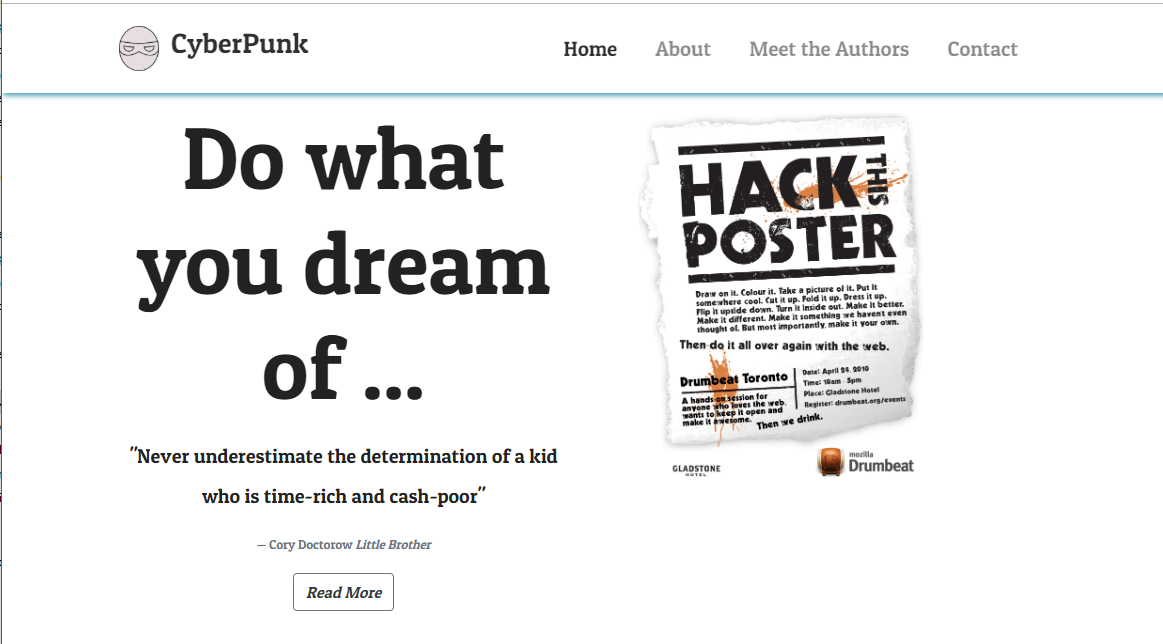 CyberPunk
Home
About
Meet the Authors
Contact
Do what
you dream
of ...
"Never underestimate the determination of a kid
who is time-rich and cash-poor"
— Cory Doctorow Little Brother
Read More
HACK THIS
POSTER
Draw on it. Colour it. Take a picture of it. Put it
somewhere cool. Cut it up. Fold it up. Dress it up.
Flip it upside down. Turn it inside out. Make it better.
Make it different. Make it something we havent even
thought of. But most importantly, make it your own.
Then do it all over again with the web.
Drumbeat Toronto
A hands-on session for
anyone who loves the web,
wants to keep it open and
make it awesome.
Then we drink.
Date: April 24, 2010
Time: 10am - 5pm
Place: Gladstone Hotel
Register: drumbeat.org/events
GLADSTONE
HOTEL
mozilla
Drumbeat